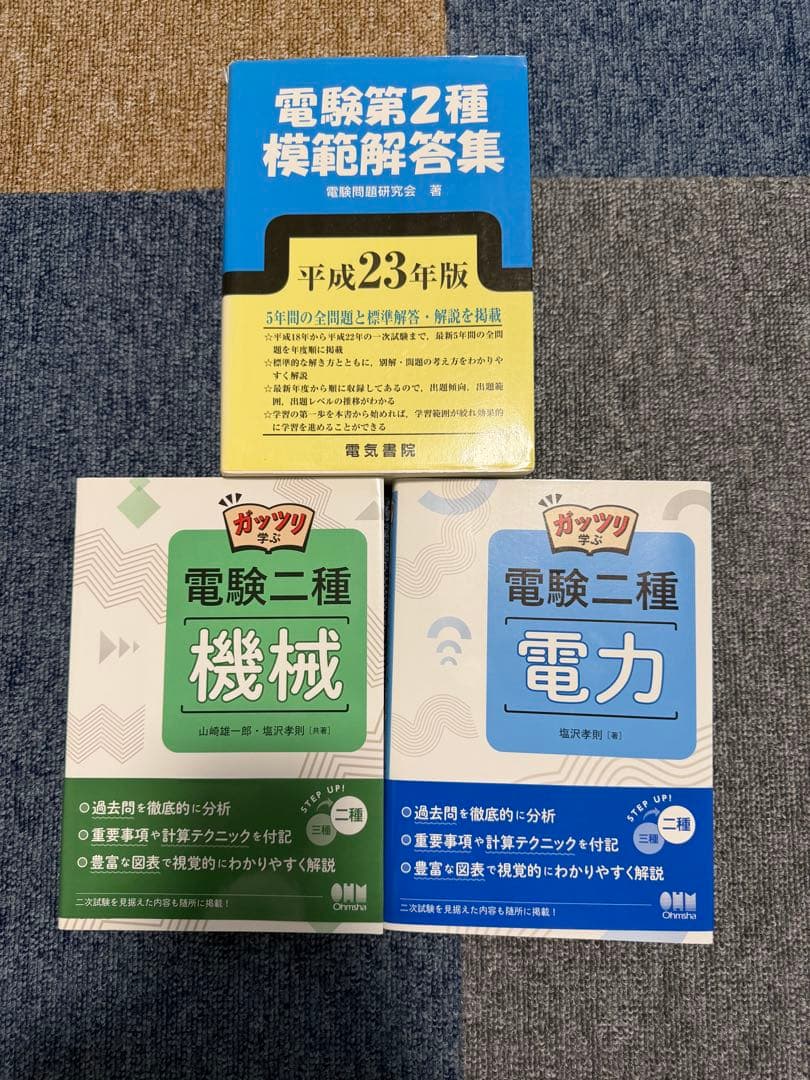 電験第2種
模範解答集
電験問題研究会 著
平成23年版
5年間の全問題と標準解答・解説を掲載
☆平成18年から平成22年の一次試験まで，最新5年間の全問
題を年度順に掲載
☆標準的な解き方とともに，別解・問題の考え方をわかりや
すく解説
☆最新年度から順に収録してあるので，出題傾向，出題範
囲，出題レベルの推移がわかる
☆学習の第一歩を本書から始めれば，学習範囲が絞れ効果的
に学習を進めることができる
電気書院
ガッツリ
学ぶ
電験二種
機械
山崎雄一郎・塩沢孝則［共著］
過去問を徹底的に分析
重要事項や計算テクニックを付記
豊富な図表で視覚的にわかりやすく解説
STEP UP!
三種
二種
二次試験を見据えた内容も随所に掲載！
OHM
Ohmsha
ガッツリ
学ぶ
電験二種
電力
塩沢孝則［著］
過去問を徹底的に分析
重要事項や計算テクニックを付記
豊富な図表で視覚的にわかりやすく解説
STEP UP!
三種
二種
二次試験を見据えた内容も随所に掲載！
OHM
Ohmsha